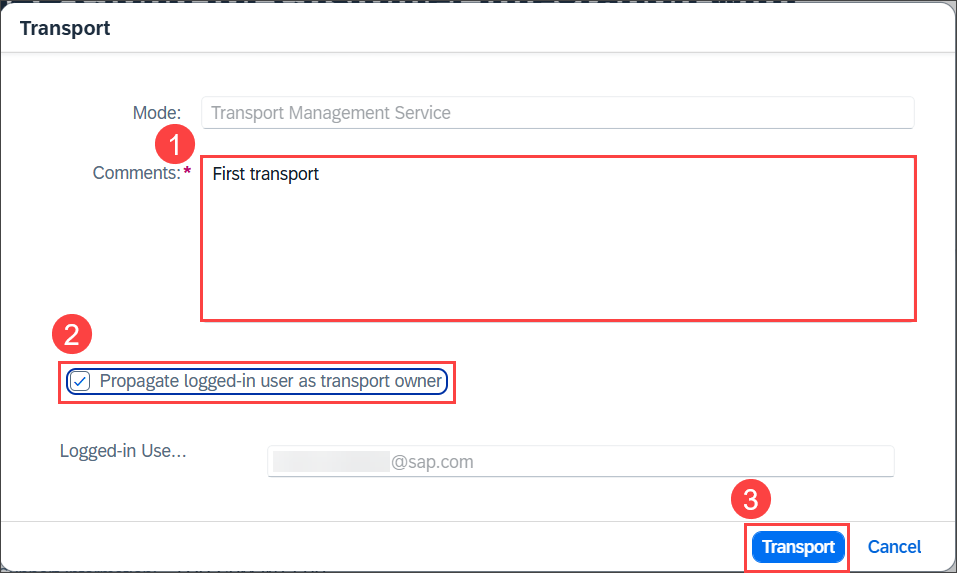 Transport
Mode: Transport Management Service
1
Comments:* First transport
2
Propagate logged-in user as transport owner
Logged-in Use... @sap.com
3
Transport Cancel